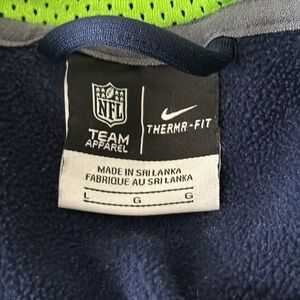 NFL
TEAM
APPAREL
THERMA-FIT
MADE IN SRI LANKA
FABRIQUE AU SRI LANKA
L G G